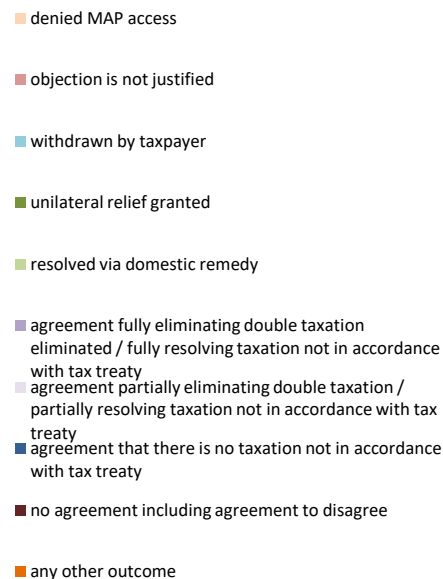 denied MAP access
objection is not justified
withdrawn by taxpayer
unilateral relief granted
resolved via domestic remedy
agreement fully eliminating double taxation
eliminated / fully resolving taxation not in accordance
with tax treaty
agreement partially eliminating double taxation /
partially resolving taxation not in accordance with tax
treaty
agreement that there is no taxation not in accordance
with tax treaty
no agreement including agreement to disagree
any other outcome